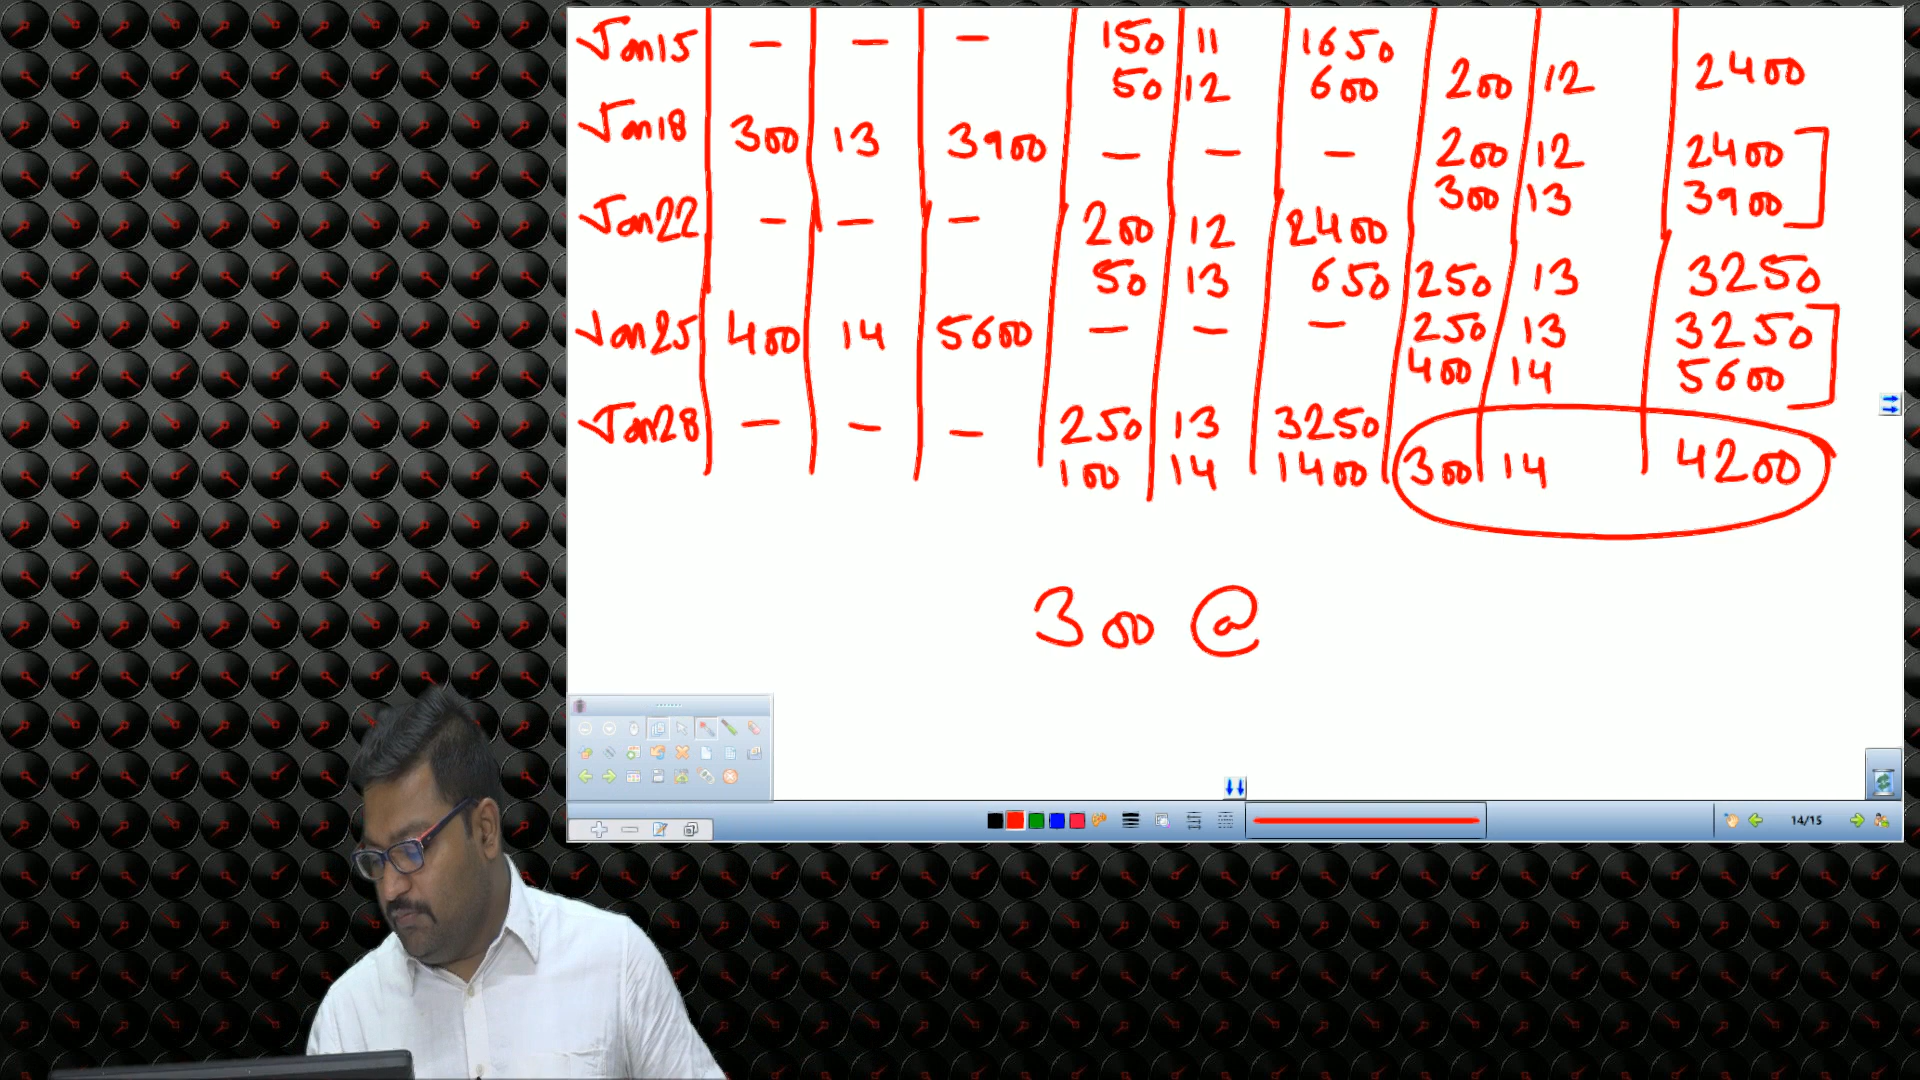 Jan15 — — — 150 11 1650
50 12 600 200 12 2400
Jan18 300 13 3900 — — — 200 12 2400
300 13 3900
Jan22 — — — 200 12 2400
50 13 650 250 13 3250
Jan25 400 14 5600 — — — 250 13 3250
400 14 5600
Jan28 — — — 250 13 3250
100 14 1400 300 14 4200
300 @
14/15